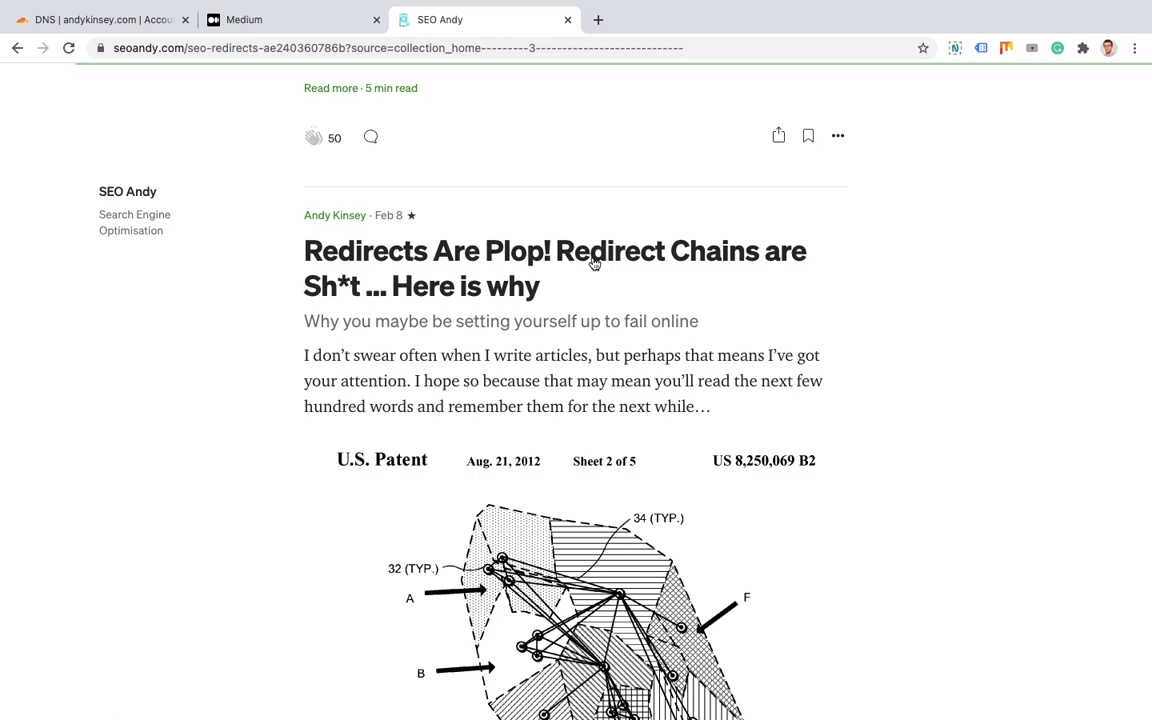 DNS | andykinsey.com | Accou
Medium
SEO Andy
seoandy.com/seo-redirects-ae240360786b?source=collection_home---------3----------------------------
Read more · 5 min read
50
SEO Andy
Search Engine
Optimisation
Andy Kinsey · Feb 8 ★
Redirects Are Plop! Redirect Chains are
Sh*t ... Here is why
Why you maybe be setting yourself up to fail online
I don’t swear often when I write articles, but perhaps that means I’ve got
your attention. I hope so because that may mean you’ll read the next few
hundred words and remember them for the next while…
U.S. Patent Aug. 21, 2012 Sheet 2 of 5 US 8,250,069 B2
34 (TYP.)
32 (TYP.)
A
F
B